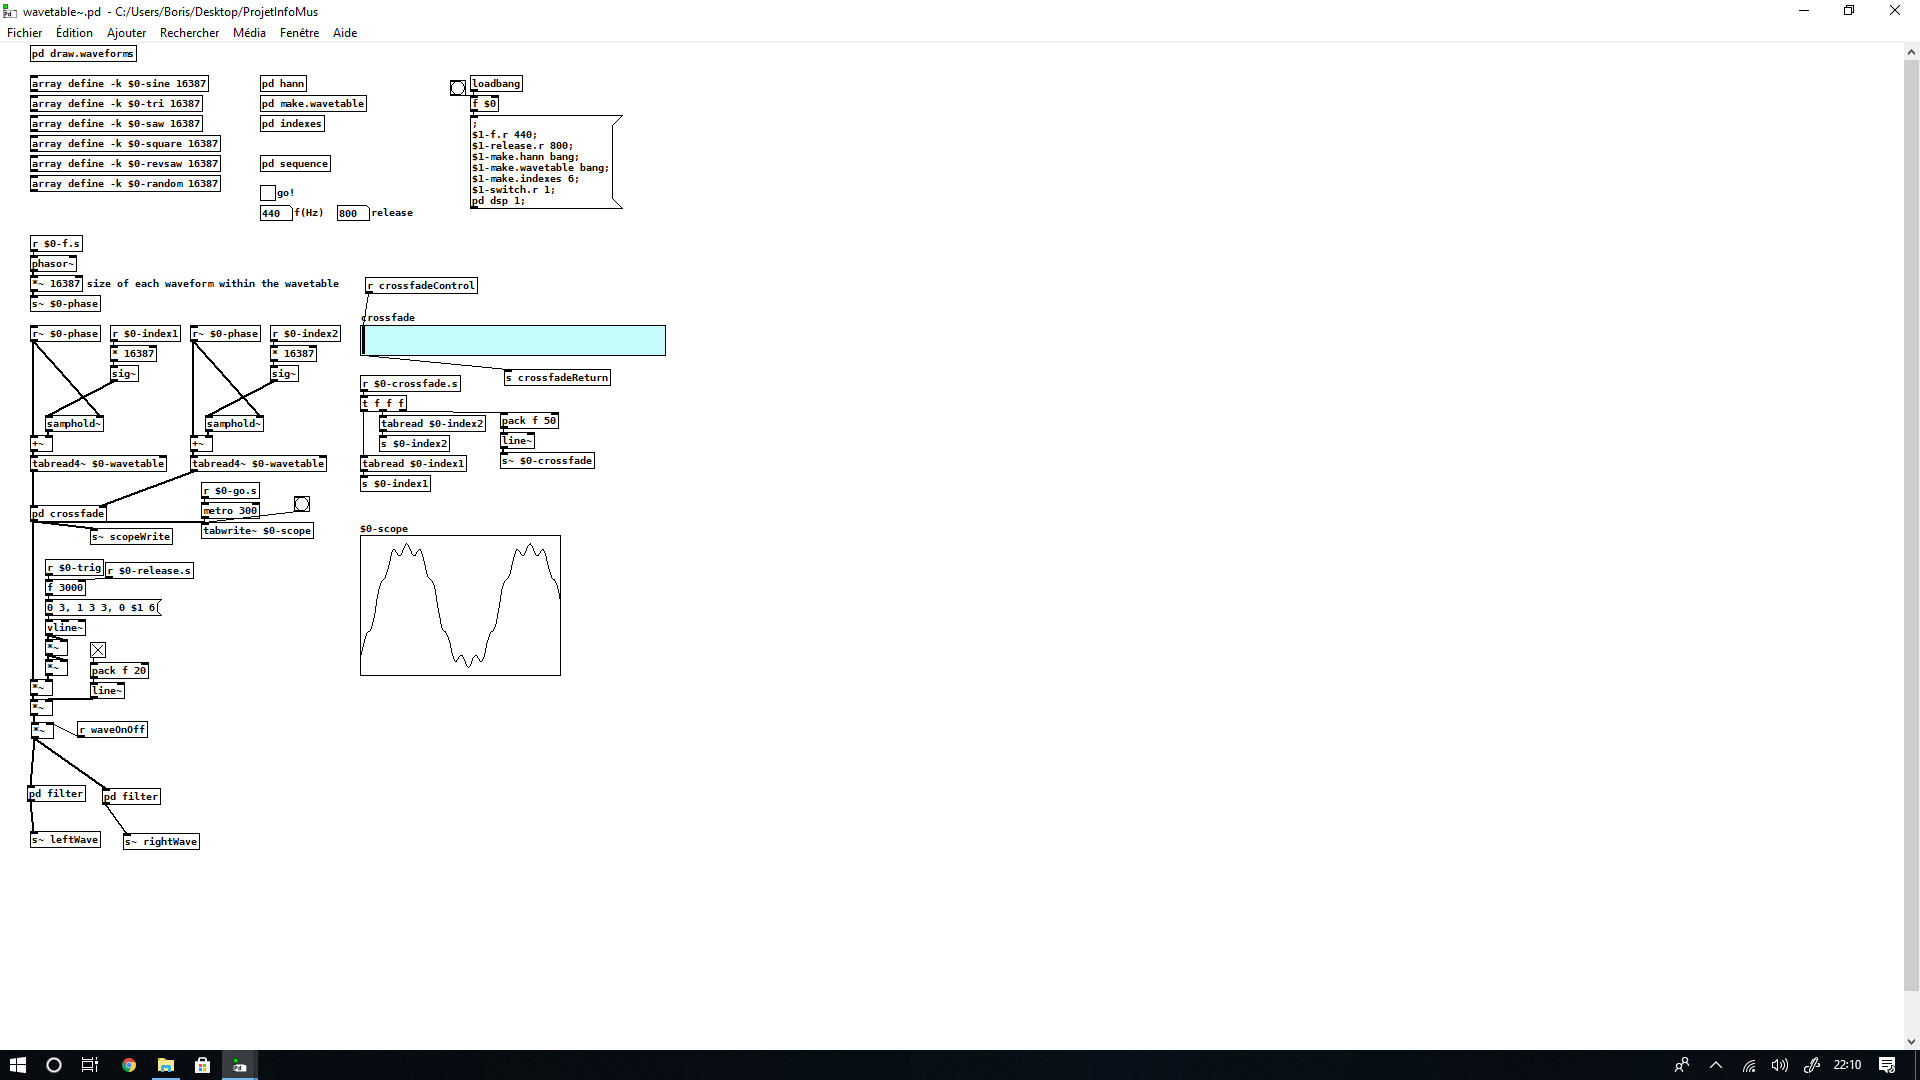 wavetable~.pd  - C:/Users/Boris/Desktop/ProjetInfoMus
Fichier Édition Ajouter Rechercher Média Fenêtre Aide
pd draw.waveforms
array define -k $0-sine 16387
array define -k $0-tri 16387
array define -k $0-saw 16387
array define -k $0-square 16387
array define -k $0-revsaw 16387
array define -k $0-random 16387
pd hann
pd make.wavetable
pd indexes
pd sequence
go!
440 f(Hz) 800 release
loadbang
f $0
;
$1-f.r 440;
$1-release.r 800;
$1-make.hann bang;
$1-make.wavetable bang;
$1-make.indexes 6;
$1-switch.r 1;
pd dsp 1;
r $0-f.s
phasor~
*~ 16387 size of each waveform within the wavetable
s~ $0-phase
r~ $0-phase r $0-index1 r~ $0-phase r $0-index2
* 16387 * 16387
sig~ sig~
samphold~ samphold~
+~ +~
tabread4~ $0-wavetable tabread4~ $0-wavetable
r crossfadeControl
crossfade
s crossfadeReturn
r $0-crossfade.s
t f f f
tabread $0-index2 pack f 50
s $0-index2 line~
tabread $0-index1 s~ $0-crossfade
s $0-index1
r $0-go.s
metro 300
pd crossfade
tabwrite~ $0-scope
s~ scopeWrite
$0-scope
r $0-trig r $0-release.s
f 3000
0 3, 1 3 3, 0 $1 6
vline~
*~
*~ pack f 20
*~ line~
*~
*~ r waveOnOff
pd filter pd filter
s~ leftWave s~ rightWave
Pd
22:10